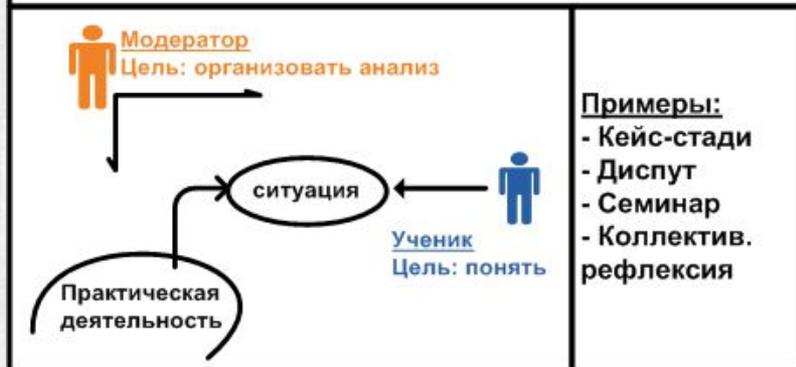 Модератор
Цель: организовать анализ
ситуация
Ученик
Цель: понять
Практическая
деятельность
Примеры:
- Кейс-стади
- Диспут
- Семинар
- Коллектив.
рефлексия